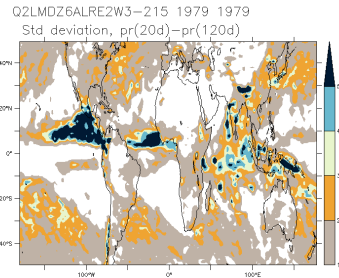 Q2LMDZ6ALRE2W3-215 1979 1979
Std deviation, pr(20d)-pr(120d)
40°N
20°N
0°
20°S
40°S
100°W 0° 100°E
5
4
3
2
1